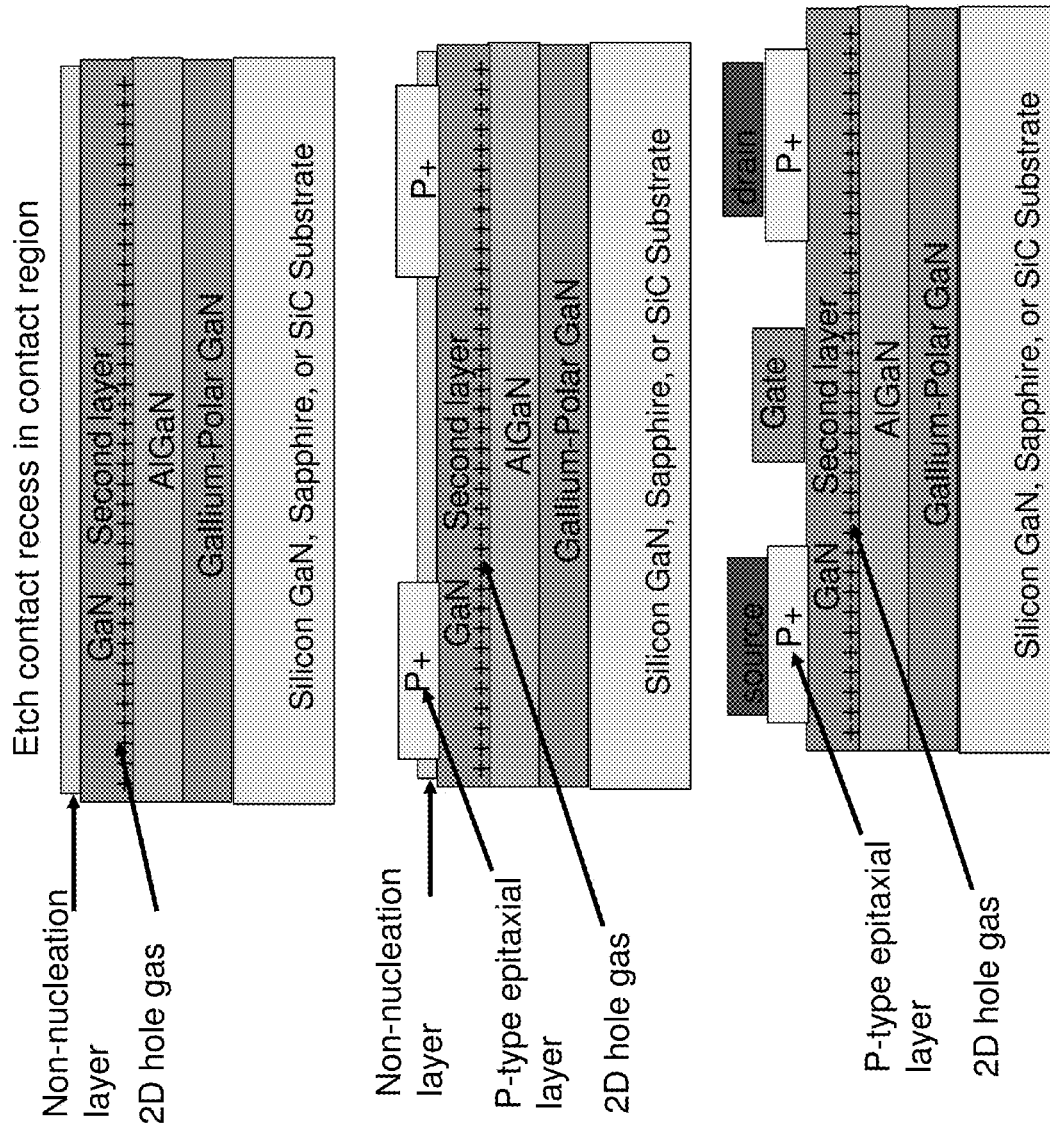 Etch contact recess in contact region
Non-nucleation
layer
2D hole gas
GaN Second layer
AlGaN
Gallium-Polar GaN
Silicon GaN, Sapphire, or SiC Substrate
Non-nucleation
layer
P-type epitaxial
layer
2D hole gas
P+
P+
GaN Second layer
AlGaN
Gallium-Polar GaN
Silicon GaN, Sapphire, or SiC Substrate
P-type epitaxial
layer
2D hole gas
source
Gate
drain
P+
P+
GaN Second layer
AlGaN
Gallium-Polar GaN
Silicon GaN, Sapphire, or SiC Substrate